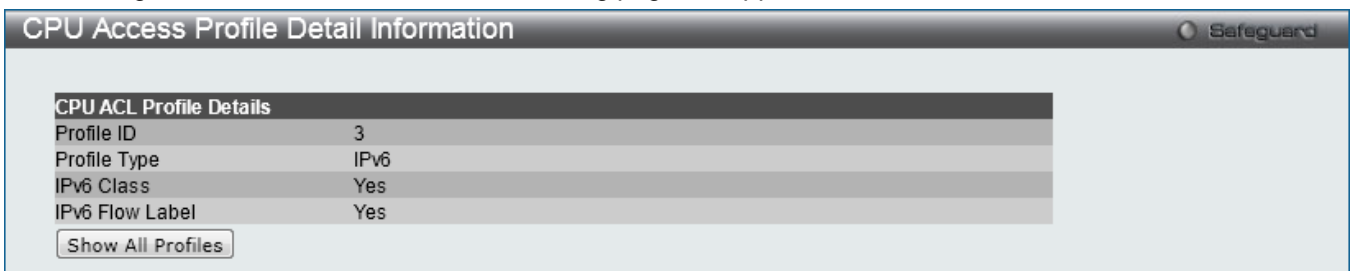 CPU Access Profile Detail Information
Safeguard
CPU ACL Profile Details
Profile ID 3
Profile Type IPv6
IPv6 Class Yes
IPv6 Flow Label Yes
Show All Profiles